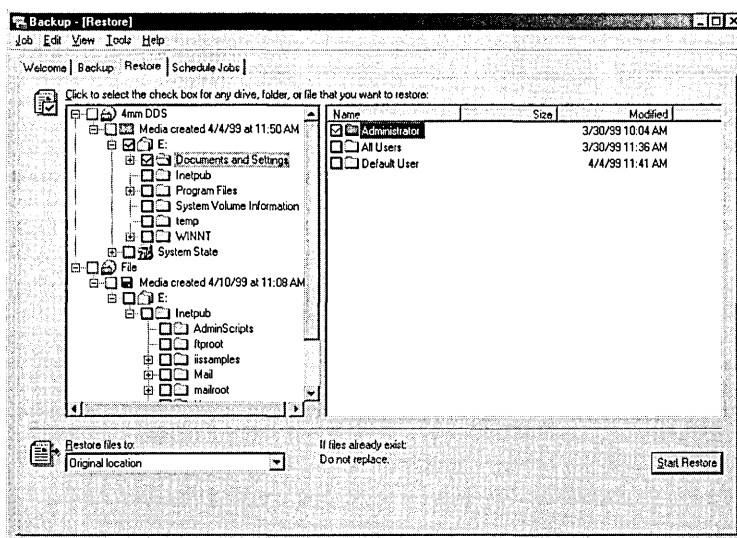 Backup - [Restore]
Job Edit View Tools Help
Welcome Backup Restore Schedule Jobs
Click to select the check box for any drive, folder, or file that you want to restore:
4mm DDS
Media created 4/4/99 at 11:50 AM
E:
Documents and Settings
Inetpub
Program Files
System Volume Information
temp
WINNT
System State
File
Media created 4/10/99 at 11:08 AM
E:
Inetpub
AdminScripts
ftproot
iissamples
Mail
mailroot
Name Size Modified
Administrator 3/30/99 10:04 AM
All Users 3/30/99 11:36 AM
Default User 4/4/99 11:41 AM
Restore files to:
Original location
If files already exist:
Do not replace.
Start Restore